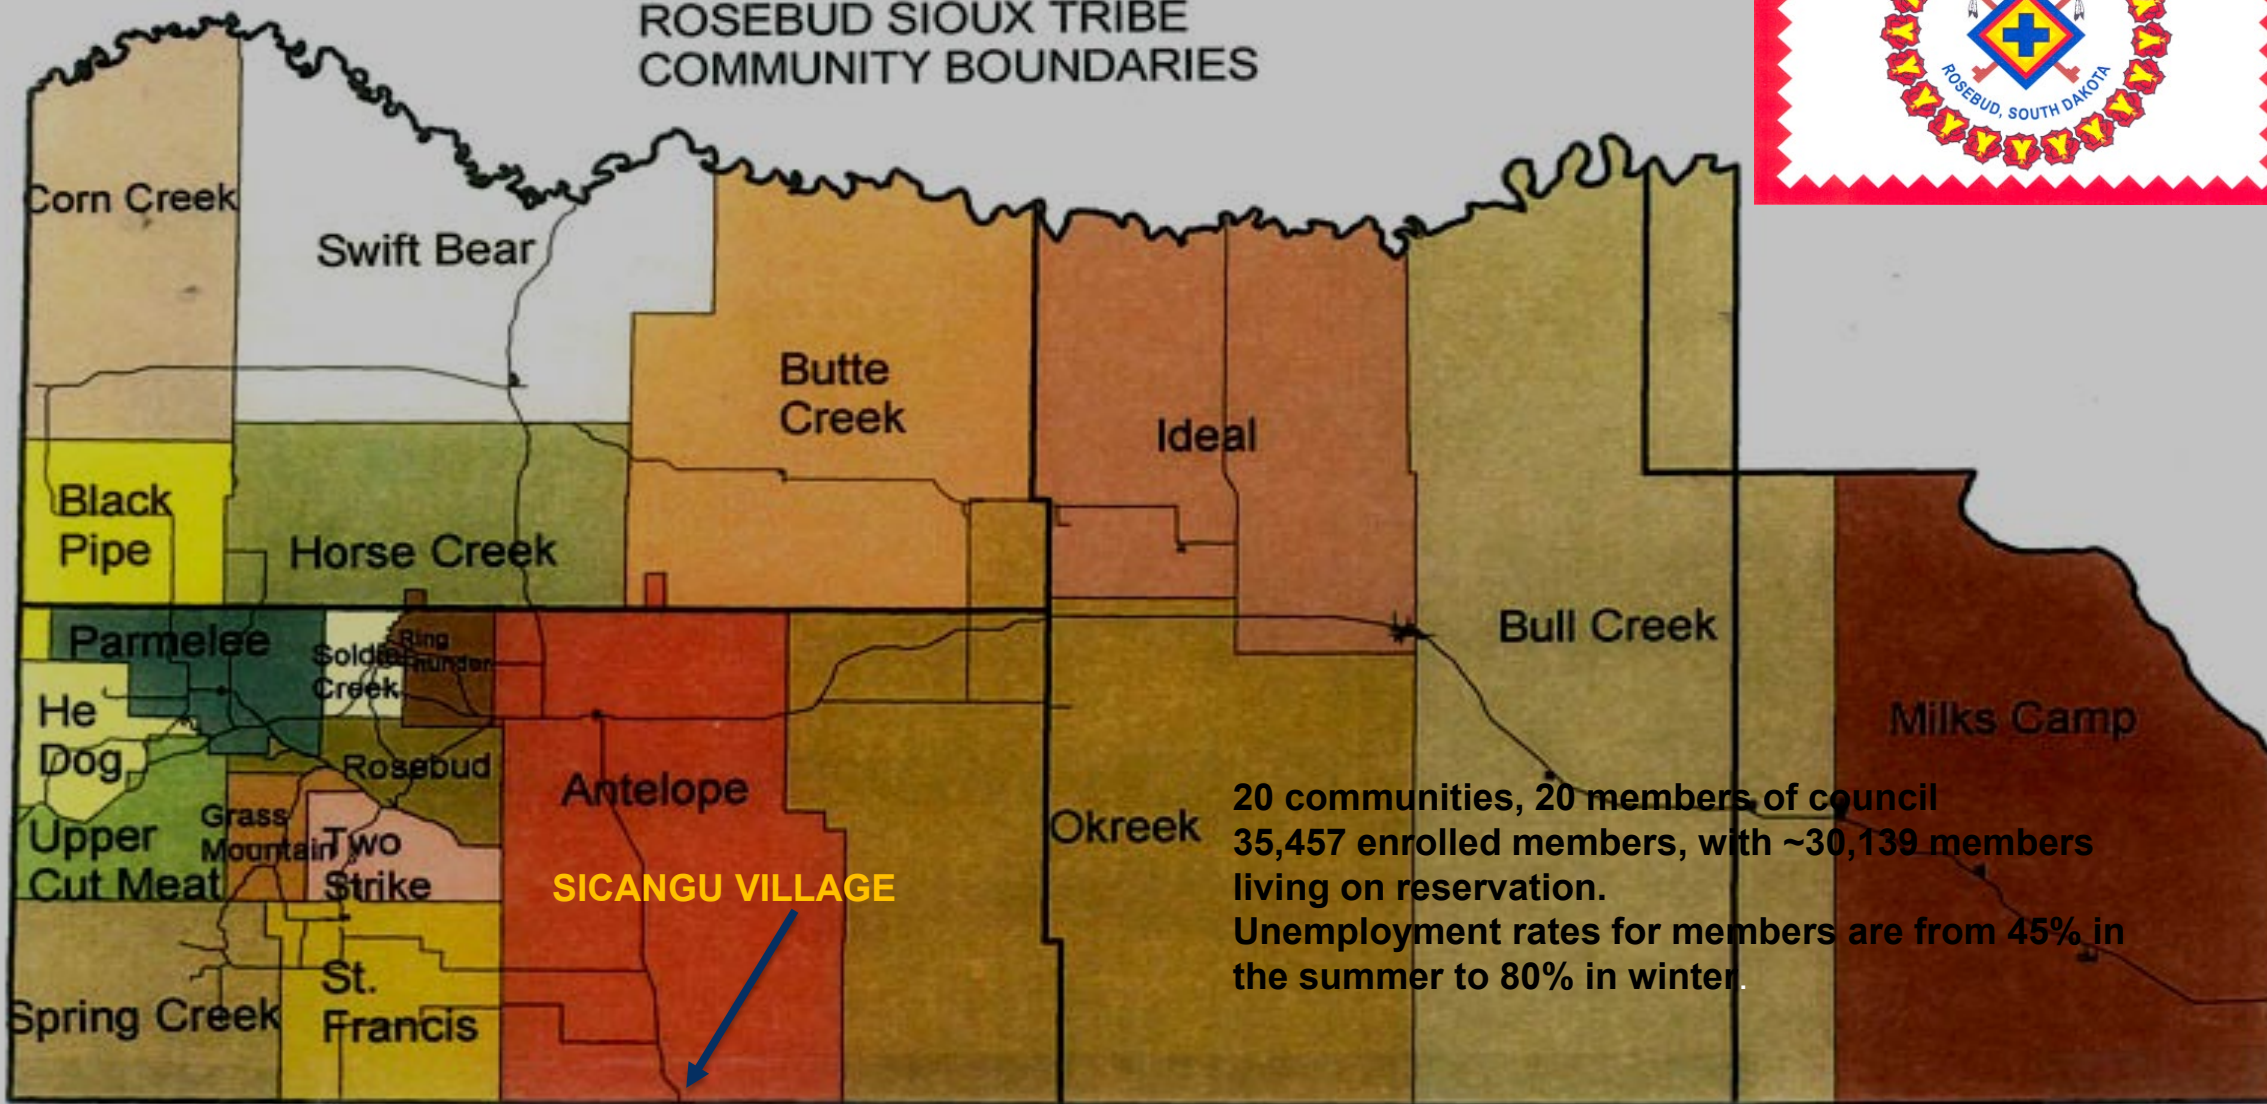 ROSEBUD SIOUX TRIBE
COMMUNITY BOUNDARIES
ROSEBUD, SOUTH DAKOTA
Corn Creek
Swift Bear
Butte
Creek
Ideal
Black
Pipe
Horse Creek
Bull Creek
Parmelee
Soldier
Creek
Ring
Thunder
He
Dog
Rosebud
Milks Camp
Antelope
Grass
Mountain
Upper
Cut Meat
Two
Strike
Okreek
SICANGU VILLAGE
20 communities, 20 members of council
35,457 enrolled members, with ~30,139 members
living on reservation.
Unemployment rates for members are from 45% in
the summer to 80% in winter.
Spring Creek
St.
Francis